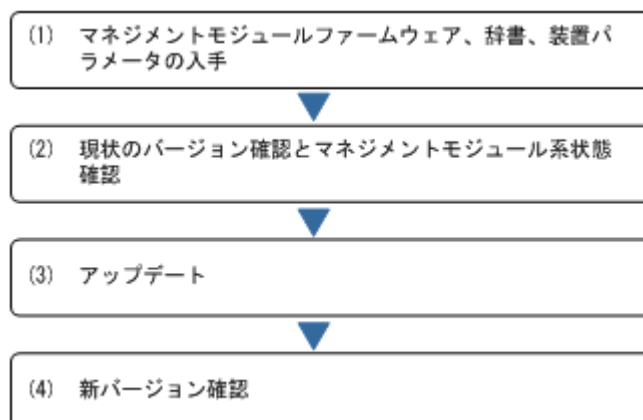 (1) マネジメントモジュールファームウェア、辞書、装置パ
ラメータの入手
(2) 現状のバージョン確認とマネジメントモジュール系状態
確認
(3) アップデート
(4) 新バージョン確認